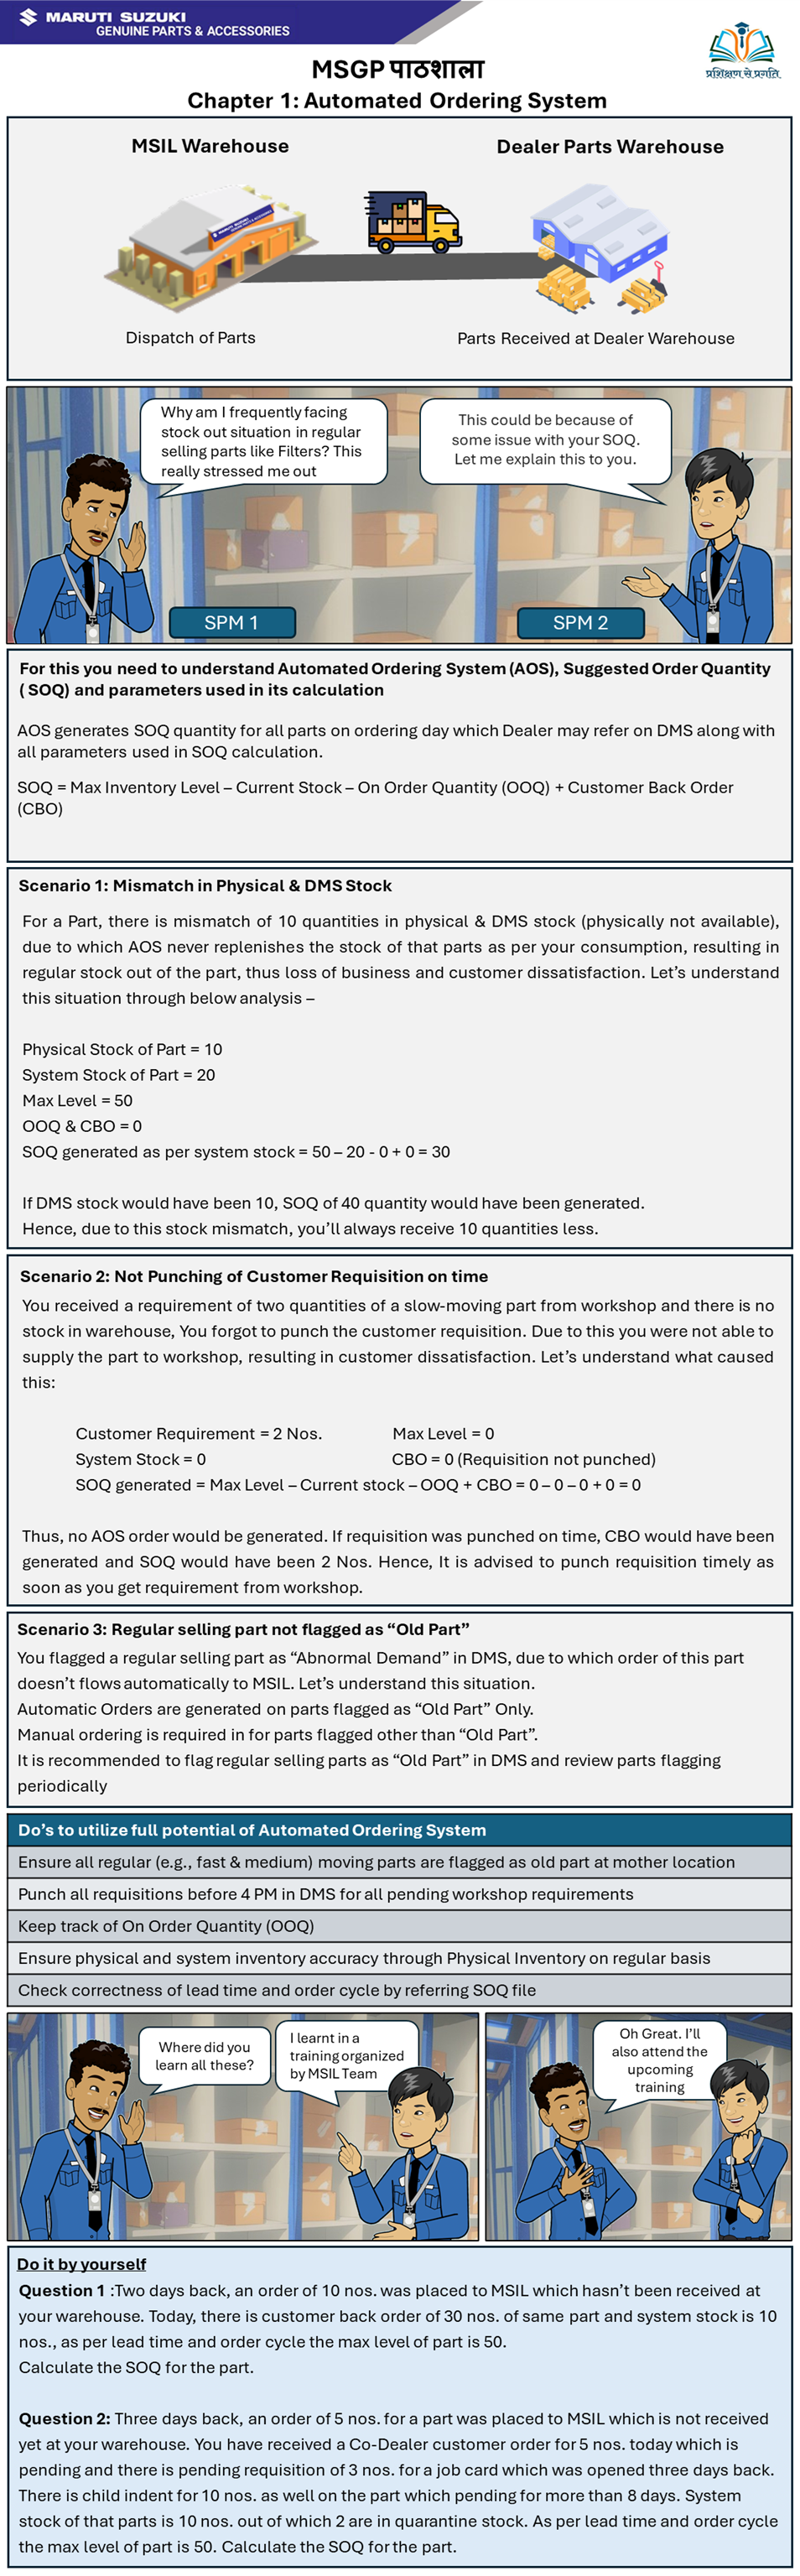 MARUTI SUZUKI
GENUINE PARTS & ACCESSORIES
प्रशिक्षण से प्रगति
MSGP पाठशाला
Chapter 1: Automated Ordering System
MSIL Warehouse
Dealer Parts Warehouse
Dispatch of Parts
Parts Received at Dealer Warehouse
Why am I frequently facing
stock out situation in regular
selling parts like Filters? This
really stressed me out
This could be because of
some issue with your SOQ.
Let me explain this to you.
SPM 1
SPM 2
For this you need to understand Automated Ordering System (AOS), Suggested Order Quantity
( SOQ) and parameters used in its calculation
AOS generates SOQ quantity for all parts on ordering day which Dealer may refer on DMS along with
all parameters used in SOQ calculation.
SOQ = Max Inventory Level – Current Stock – On Order Quantity (OOQ) + Customer Back Order
(CBO)
Scenario 1: Mismatch in Physical & DMS Stock
For a Part, there is mismatch of 10 quantities in physical & DMS stock (physically not available),
due to which AOS never replenishes the stock of that parts as per your consumption, resulting in
regular stock out of the part, thus loss of business and customer dissatisfaction. Let's understand
this situation through below analysis –
Physical Stock of Part = 10
System Stock of Part = 20
Max Level = 50
OOQ & CBO = 0
SOQ generated as per system stock = 50 – 20 - 0 + 0 = 30
If DMS stock would have been 10, SOQ of 40 quantity would have been generated.
Hence, due to this stock mismatch, you'll always receive 10 quantities less.
Scenario 2: Not Punching of Customer Requisition on time
You received a requirement of two quantities of a slow-moving part from workshop and there is no
stock in warehouse, You forgot to punch the customer requisition. Due to this you were not able to
supply the part to workshop, resulting in customer dissatisfaction. Let's understand what caused
this:
Customer Requirement = 2 Nos.
Max Level = 0
System Stock = 0
CBO = 0 (Requisition not punched)
SOQ generated = Max Level – Current stock – OOQ + CBO = 0 – 0 – 0 + 0 = 0
Thus, no AOS order would be generated. If requisition was punched on time, CBO would have been
generated and SOQ would have been 2 Nos. Hence, It is advised to punch requisition timely as
soon as you get requirement from workshop.
Scenario 3: Regular selling part not flagged as “Old Part”
You flagged a regular selling part as “Abnormal Demand” in DMS, due to which order of this part
doesn't flows automatically to MSIL. Let's understand this situation.
Automatic Orders are generated on parts flagged as “Old Part” Only.
Manual ordering is required in for parts flagged other than “Old Part”.
It is recommended to flag regular selling parts as “Old Part” in DMS and review parts flagging
periodically
Do's to utilize full potential of Automated Ordering System
Ensure all regular (e.g., fast & medium) moving parts are flagged as old part at mother location
Punch all requisitions before 4 PM in DMS for all pending workshop requirements
Keep track of On Order Quantity (OOQ)
Ensure physical and system inventory accuracy through Physical Inventory on regular basis
Check correctness of lead time and order cycle by referring SOQ file
Where did you
learn all these?
I learnt in a
training organized
by MSIL Team
Oh Great. I'll
also attend the
upcoming
training
Do it by yourself
Question 1 :Two days back, an order of 10 nos. was placed to MSIL which hasn't been received at
your warehouse. Today, there is customer back order of 30 nos. of same part and system stock is 10
nos., as per lead time and order cycle the max level of part is 50.
Calculate the SOQ for the part.
Question 2: Three days back, an order of 5 nos. for a part was placed to MSIL which is not received
yet at your warehouse. You have received a Co-Dealer customer order for 5 nos. today which is
pending and there is pending requisition of 3 nos. for a job card which was opened three days back.
There is child indent for 10 nos. as well on the part which pending for more than 8 days. System
stock of that parts is 10 nos. out of which 2 are in quarantine stock. As per lead time and order cycle
the max level of part is 50. Calculate the SOQ for the part.